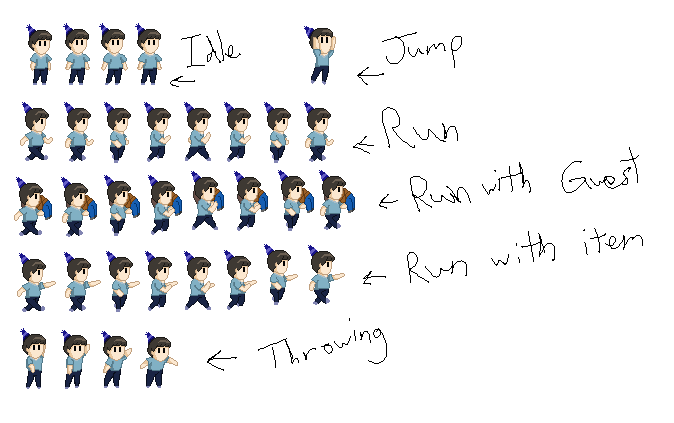 Idle
Jump
Run
Run with Guest
Run with item
Throwing